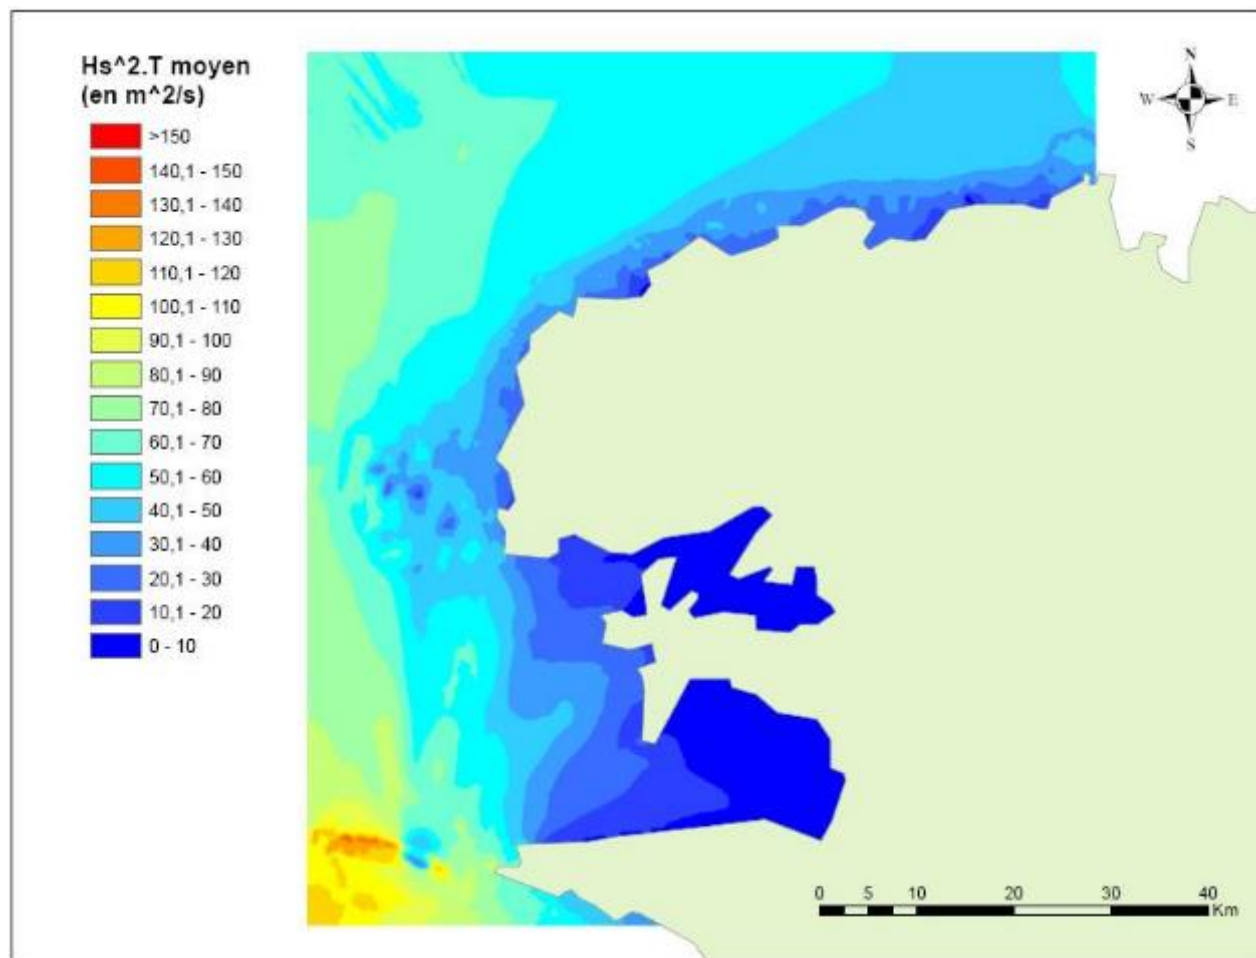 Hs^2.T moyen
(en m^2/s)
>150
140,1 - 150
130,1 - 140
120,1 - 130
110,1 - 120
100,1 - 110
90,1 - 100
80,1 - 90
70,1 - 80
60,1 - 70
50,1 - 60
40,1 - 50
30,1 - 40
20,1 - 30
10,1 - 20
0 - 10
N
W E
S
0 5 10 20 30 40
Km